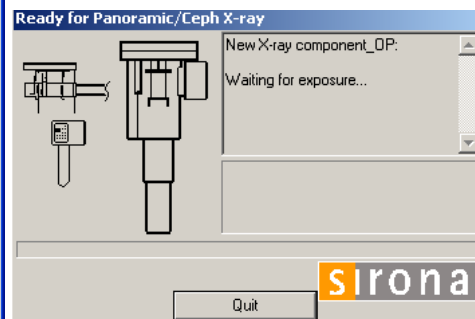 Ready for Panoramic/Ceph X-ray
New X-ray component_OP:
Waiting for exposure...
sirona
Quit